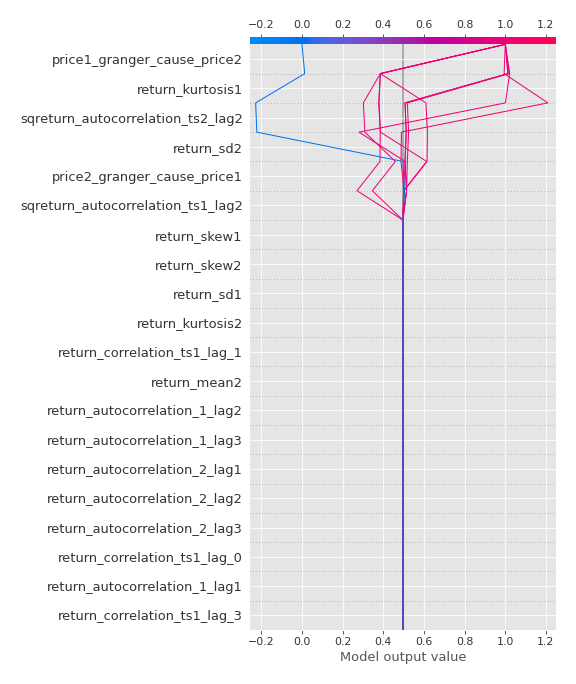 −0.2 0.0 0.2 0.4 0.6 0.8 1.0 1.2
price1_granger_cause_price2
return_kurtosis1
sqreturn_autocorrelation_ts2_lag2
return_sd2
price2_granger_cause_price1
sqreturn_autocorrelation_ts1_lag2
return_skew1
return_skew2
return_sd1
return_kurtosis2
return_correlation_ts1_lag_1
return_mean2
return_autocorrelation_1_lag2
return_autocorrelation_1_lag3
return_autocorrelation_2_lag1
return_autocorrelation_2_lag2
return_autocorrelation_2_lag3
return_correlation_ts1_lag_0
return_autocorrelation_1_lag1
return_correlation_ts1_lag_3
−0.2 0.0 0.2 0.4 0.6 0.8 1.0 1.2
Model output value